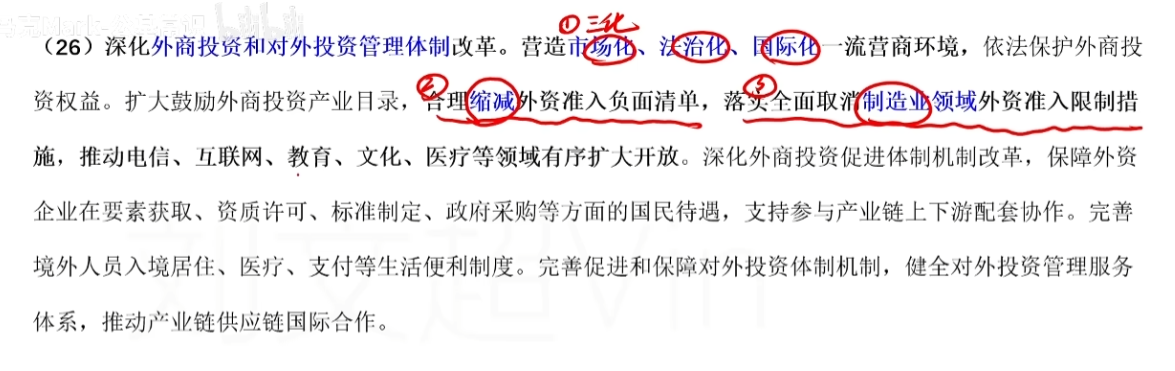 ① 三化
(26)深化外商投资和对外投资管理体制改革。营造市场化、法治化、国际化一流营商环境,依法保护外商投
资权益。扩大鼓励外商投资产业目录,合理缩减外资准入负面清单,落实全面取消制造业领域外资准入限制措
② ③
施,推动电信、互联网、教育、文化、医疗等领域有序扩大开放。深化外商投资促进体制机制改革,保障外资
企业在要素获取、资质许可、标准制定、政府采购等方面的国民待遇,支持参与产业链上下游配套协作。完善
境外人员入境居住、医疗、支付等生活便利制度。完善促进和保障对外投资体制机制,健全对外投资管理服务
体系,推动产业链供应链国际合作。